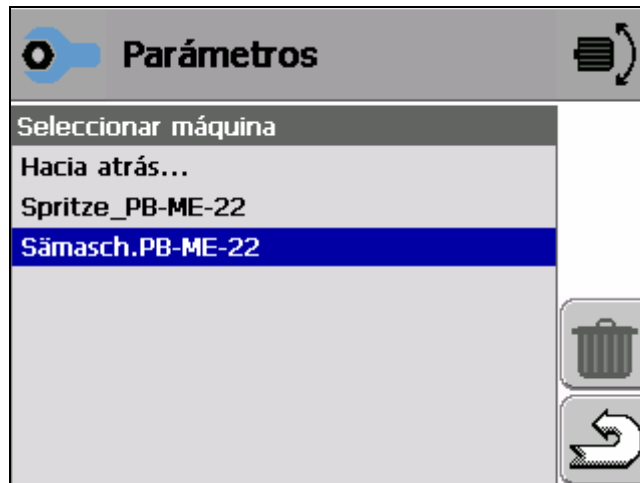 Parámetros
Seleccionar máquina
Hacia atrás...
Spritze_PB-ME-22
Sämasch.PB-ME-22